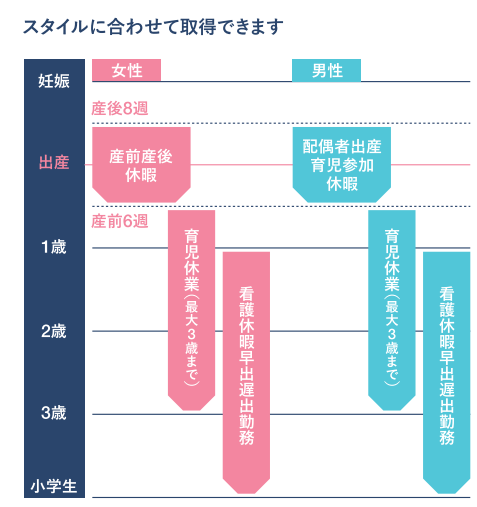 スタイルに合わせて取得できます
妊娠
女性
男性
産後8週
出産
産前産後
休暇
配偶者出産
育児参加
休暇
産前6週
1歳
2歳
3歳
小学生
育児休業（最大3歳まで）
看護休暇早出遅出勤務
育児休業（最大3歳まで）
看護休暇早出遅出勤務